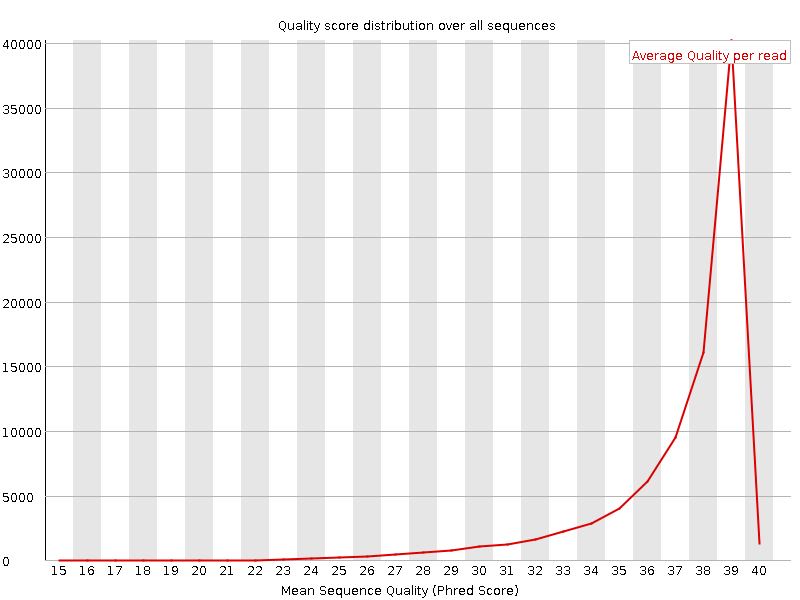 Quality score distribution over all sequences
40000
Average Quality per read
35000
30000
25000
20000
15000
10000
5000
0
15 16 17 18 19 20 21 22 23 24 25 26 27 28 29 30 31 32 33 34 35 36 37 38 39 40
Mean Sequence Quality (Phred Score)